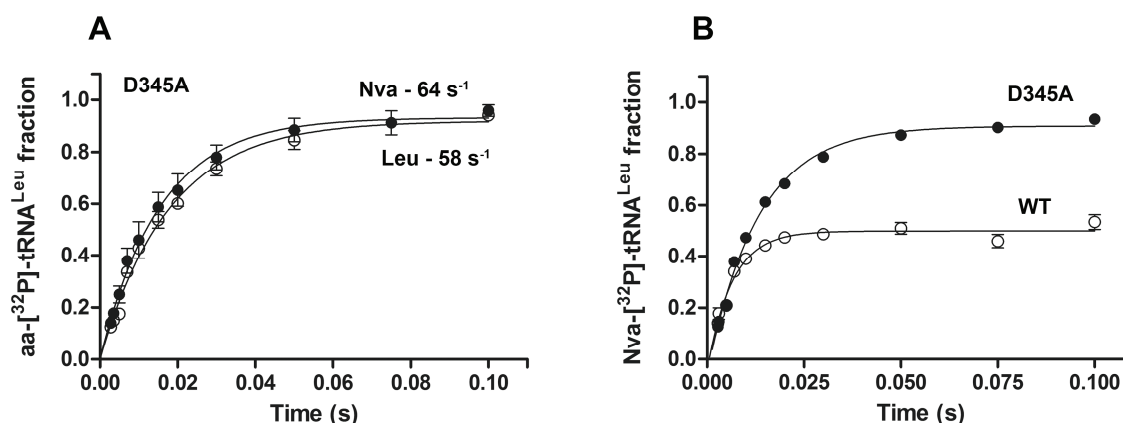 A
D345A
Nva - 64 s⁻¹
Leu - 58 s⁻¹
aa-[³²P]-tRNAᴸᵉᵘ fraction
1.0
0.8
0.6
0.4
0.2
0.0
0.00 0.02 0.04 0.06 0.08 0.10
Time (s)
B
D345A
WT
Nva-[³²P]-tRNAᴸᵉᵘ fraction
1.0
0.8
0.6
0.4
0.2
0.0
0.000 0.025 0.050 0.075 0.100
Time (s)